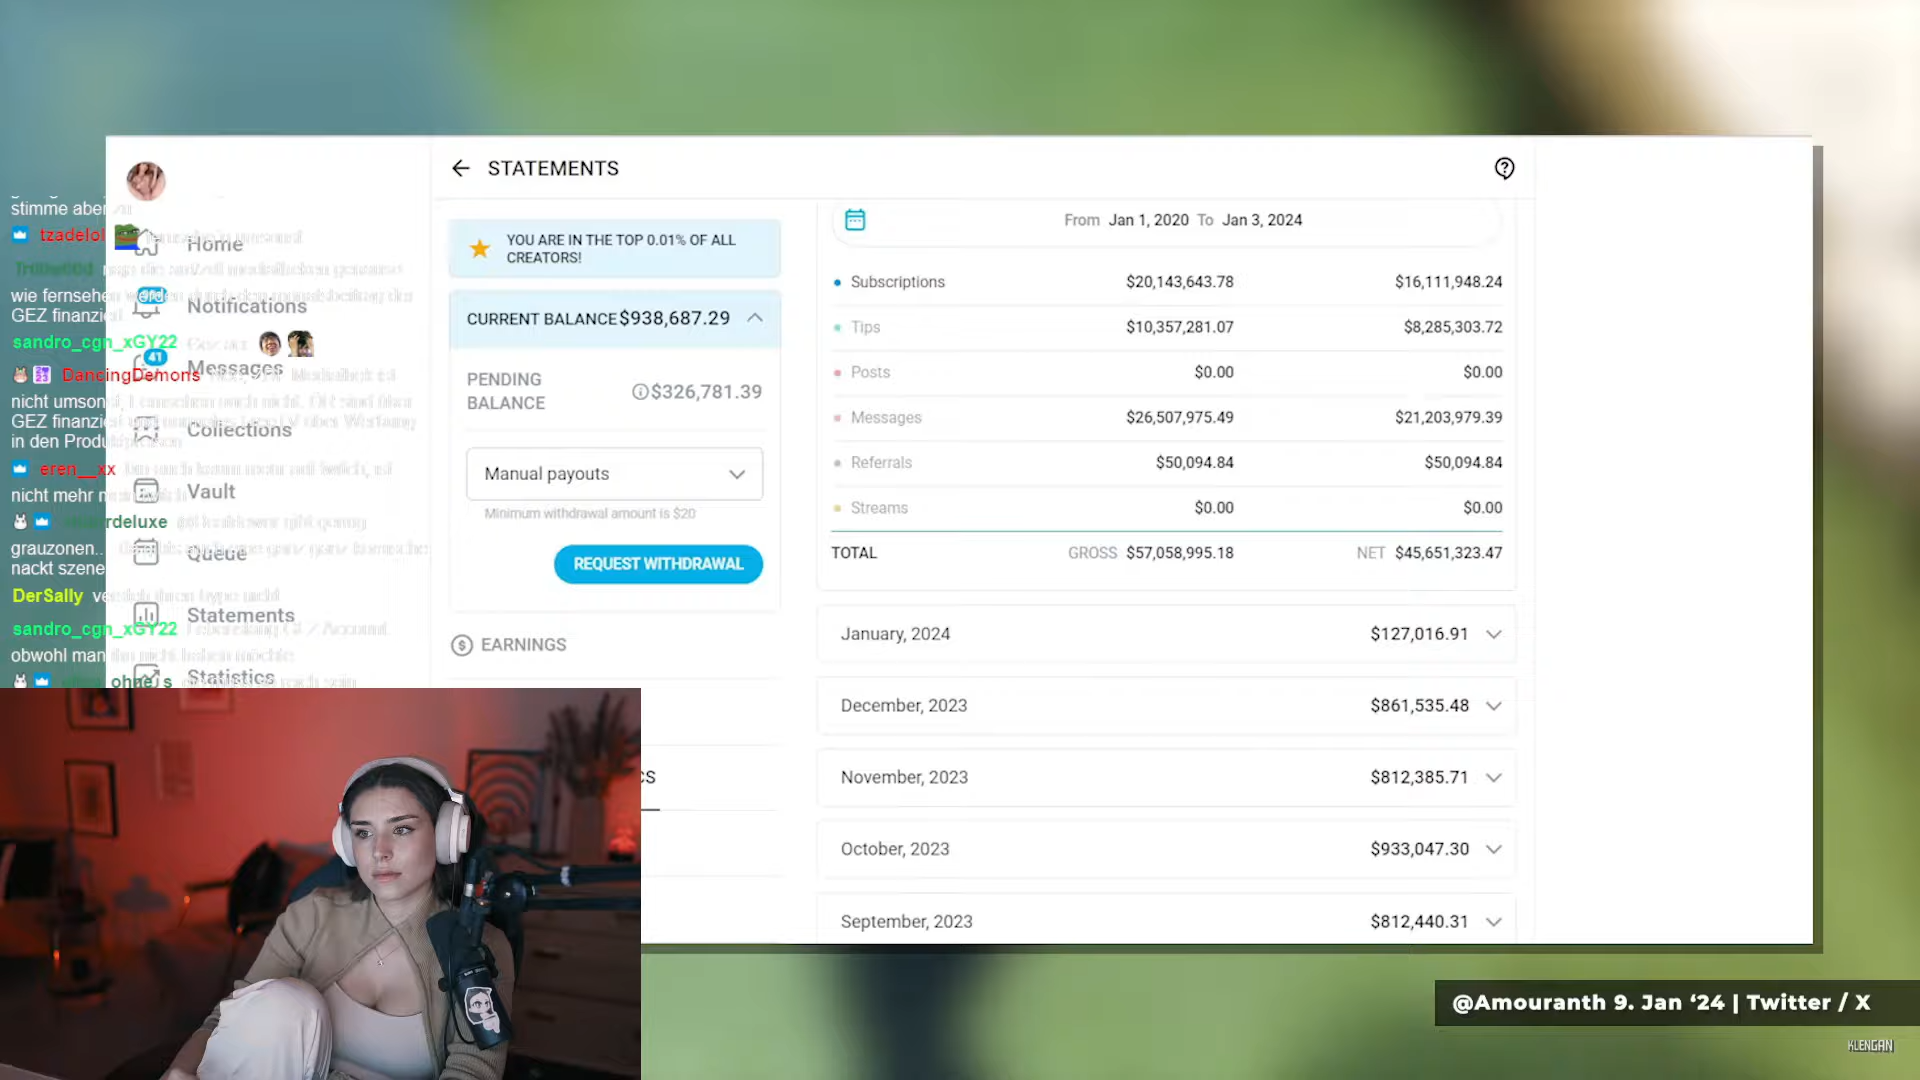 STATEMENTS
From Jan 1, 2020 To Jan 3, 2024
YOU ARE IN THE TOP 0.01% OF ALL
CREATORS!
CURRENT BALANCE $938,687.29
PENDING
BALANCE
$326,781.39
Manual payouts
Minimum withdrawal amount is $20
REQUEST WITHDRAWAL
EARNINGS
Subscriptions $20,143,643.78 $16,111,948.24
Tips $10,357,281.07 $8,285,303.72
Posts $0.00 $0.00
Messages $26,507,975.49 $21,203,979.39
Referrals $50,094.84 $50,094.84
Streams $0.00 $0.00
TOTAL GROSS $57,058,995.18 NET $45,651,323.47
January, 2024 $127,016.91
December, 2023 $861,535.48
November, 2023 $812,385.71
October, 2023 $933,047.30
September, 2023 $812,440.31
Home
Notifications
41
Messages
Collections
Vault
Queue
Statements
Statistics
stimme aber
tzadelol
wie fernsehen werden
GEZ finanziert
sandro_cgn_xGY22
DancingDemons
nicht umsonst
GEZ finanziert
in den Produktpreisen
eren__xx
nicht mehr
rdeluxe
grauzonen..
nackt szene
DerSally
sandro_cgn_xGY22
obwohl man
ohne_s
@Amouranth 9. Jan ‘24 | Twitter / X
KLENGAN